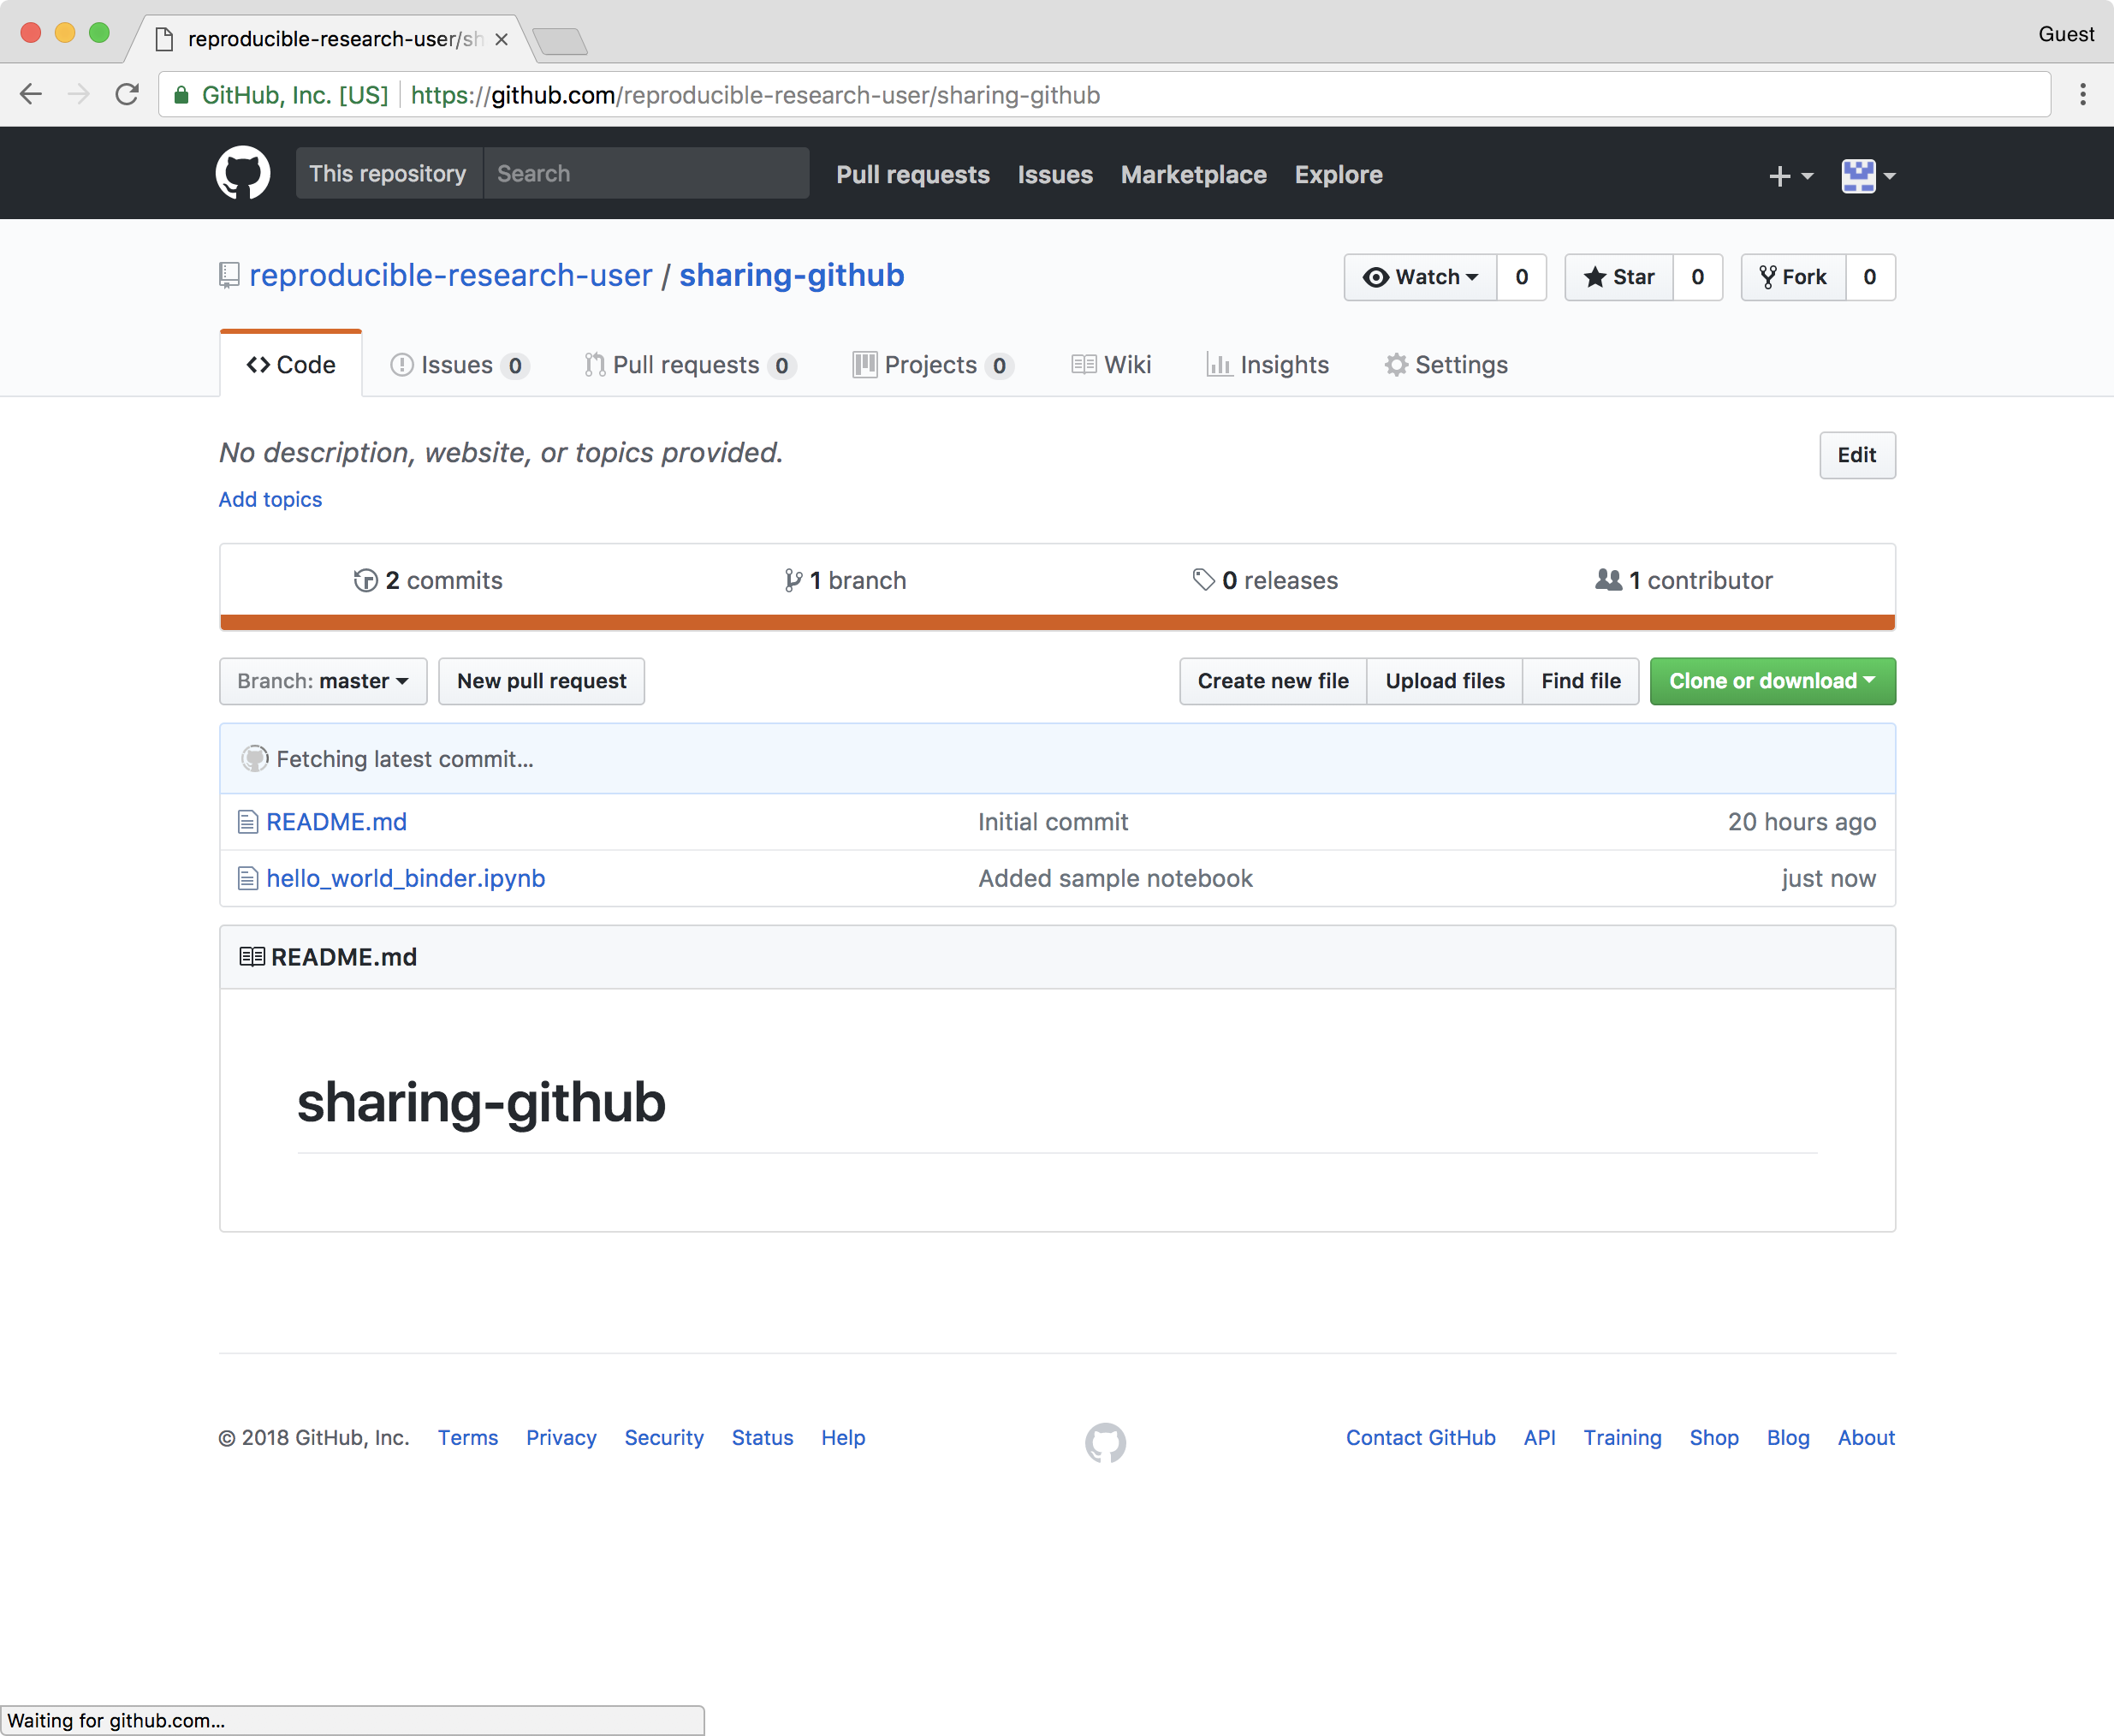 reproducible-research-user/sh
Guest
GitHub, Inc. [US] https://github.com/reproducible-research-user/sharing-github
This repository Search Pull requests Issues Marketplace Explore
reproducible-research-user / sharing-github
Watch 0 Star 0 Fork 0
Code Issues 0 Pull requests 0 Projects 0 Wiki Insights Settings
No description, website, or topics provided.
Edit
Add topics
2 commits 1 branch 0 releases 1 contributor
Branch: master New pull request Create new file Upload files Find file Clone or download
Fetching latest commit...
README.md Initial commit 20 hours ago
hello_world_binder.ipynb Added sample notebook just now
README.md
sharing-github
© 2018 GitHub, Inc. Terms Privacy Security Status Help Contact GitHub API Training Shop Blog About
Waiting for github.com...